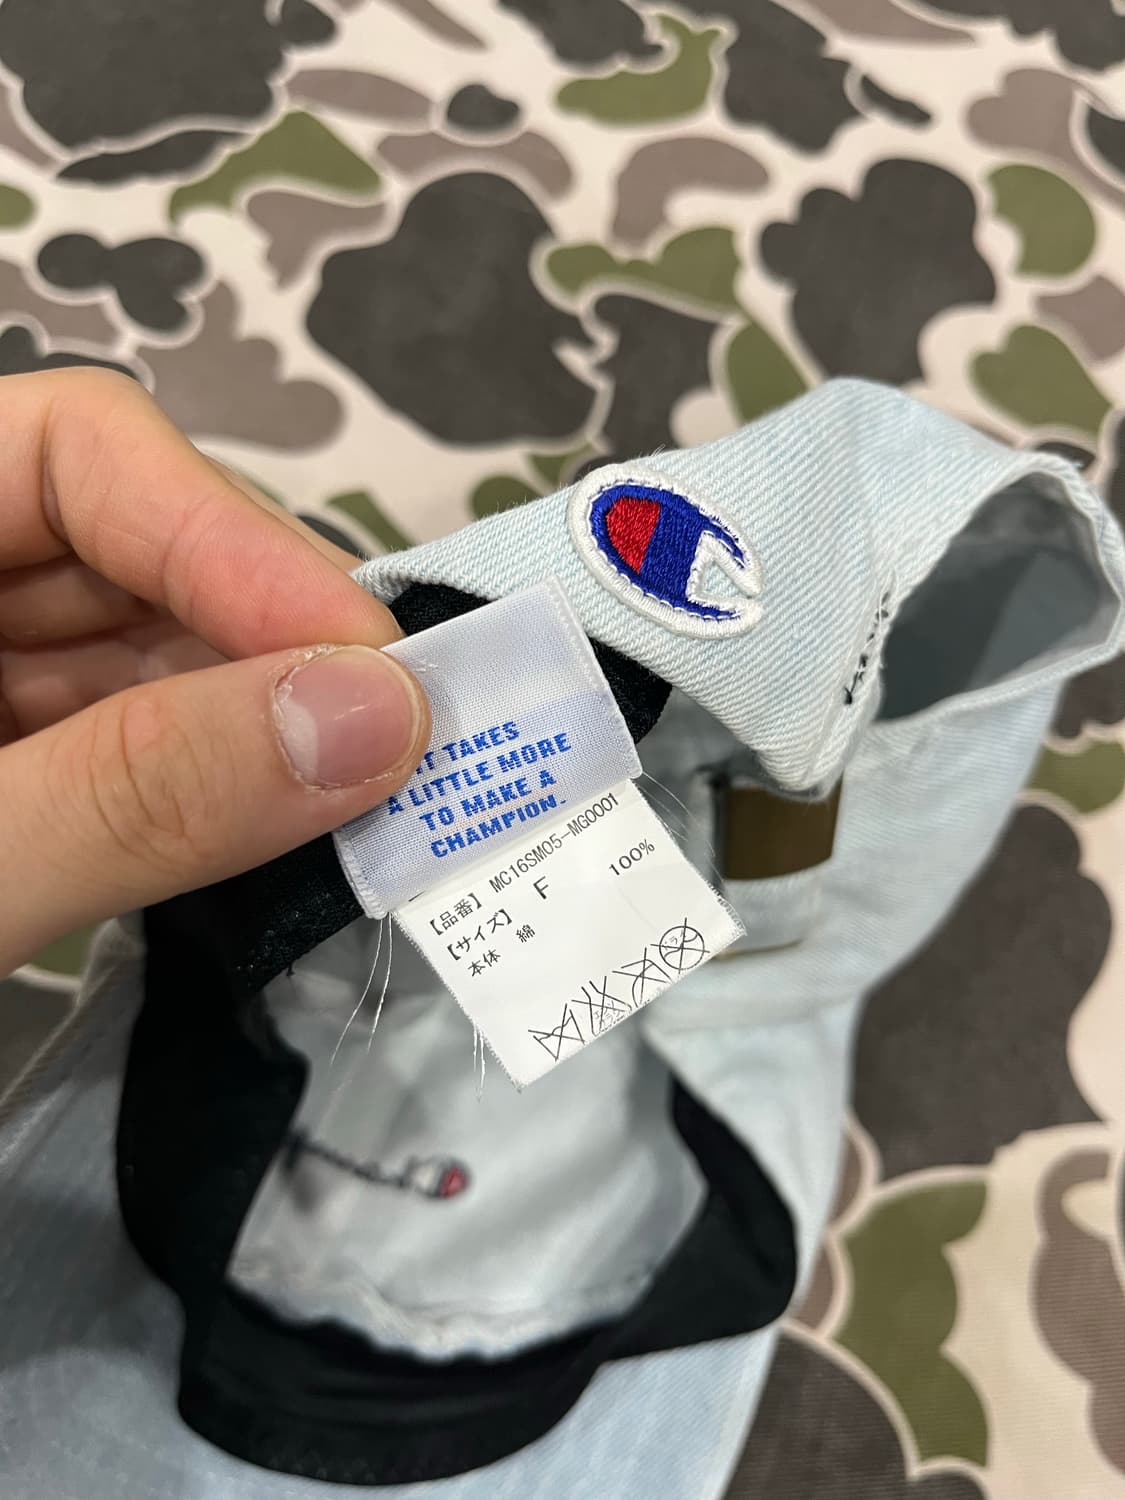 IT TAKES
A LITTLE MORE
TO MAKE A
CHAMPION.
【品番】 MC16SM05-MG0001
【サイズ】 F
本体 綿 100%